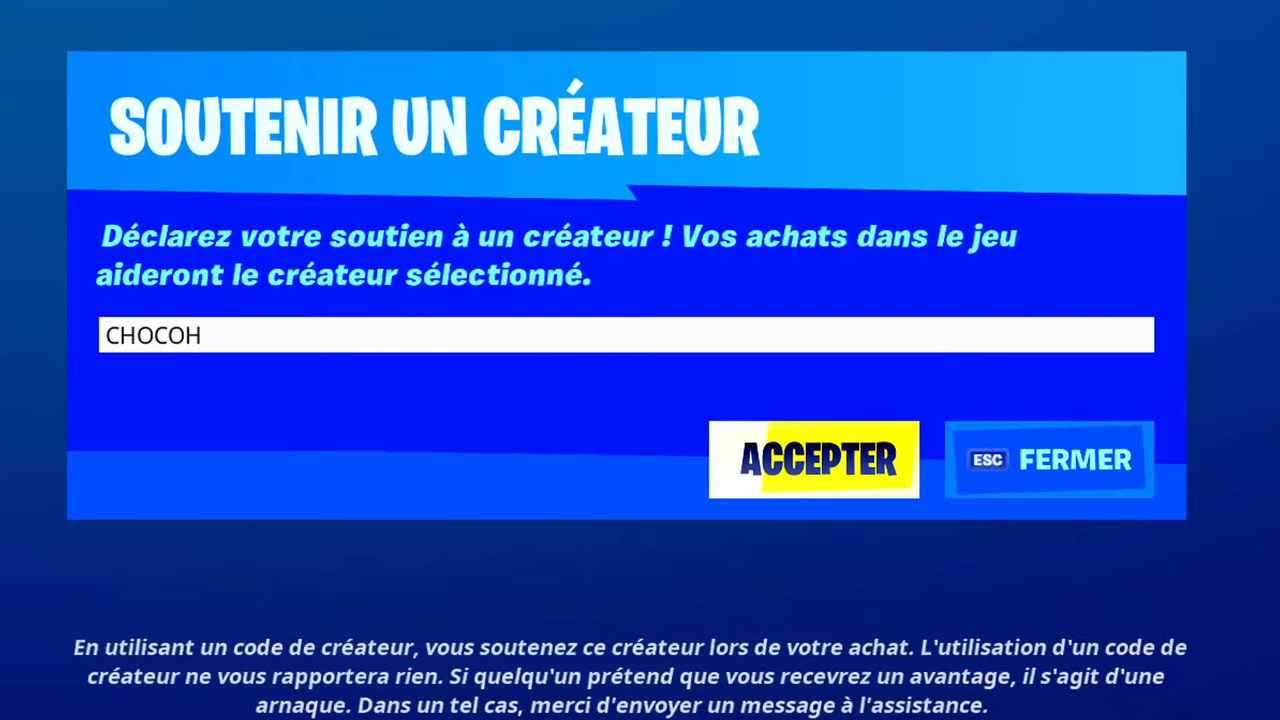 SOUTENIR UN CRÉATEUR
Déclarez votre soutien à un créateur ! Vos achats dans le jeu
aideront le créateur sélectionné.
CHOCOH
ACCEPTER
ESC FERMER
En utilisant un code de créateur, vous soutenez ce créateur lors de votre achat. L'utilisation d'un code de
créateur ne vous rapportera rien. Si quelqu'un prétend que vous recevrez un avantage, il s'agit d'une
arnaque. Dans un tel cas, merci d'envoyer un message à l'assistance.